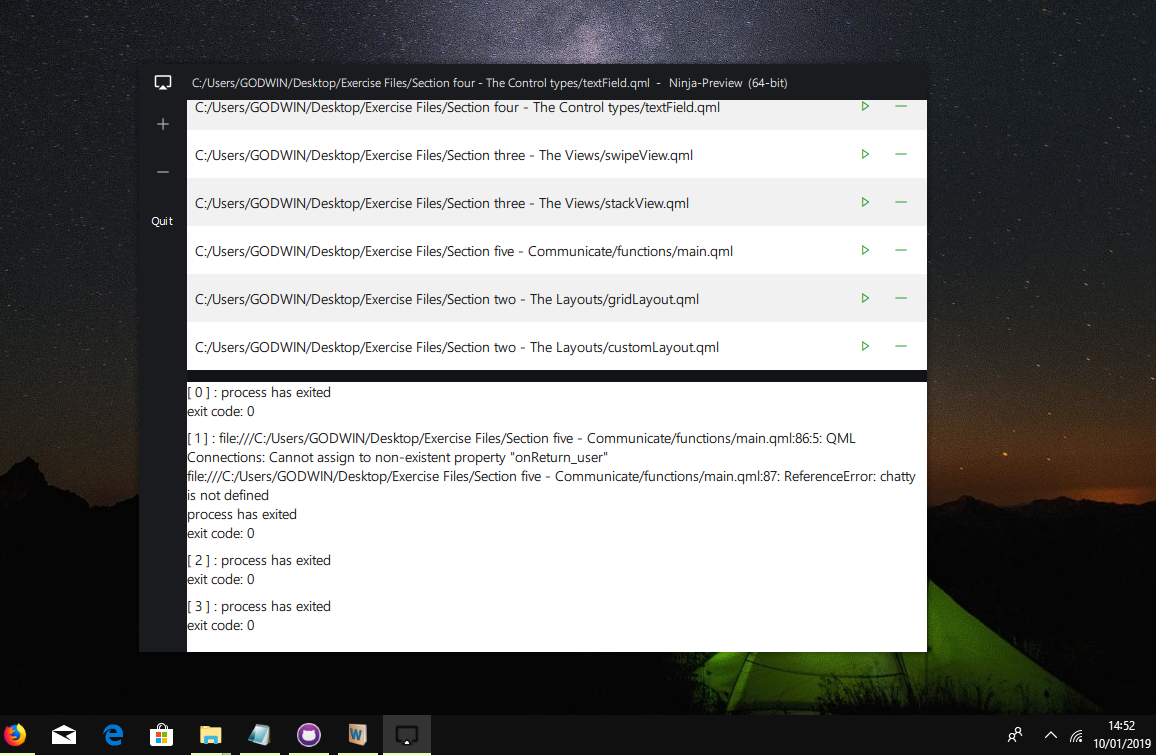 C:/Users/GODWIN/Desktop/Exercise Files/Section four - The Control types/textField.qml - Ninja-Preview (64-bit)
C:/Users/GODWIN/Desktop/Exercise Files/Section four - The Control types/textField.qml
C:/Users/GODWIN/Desktop/Exercise Files/Section three - The Views/swipeView.qml
C:/Users/GODWIN/Desktop/Exercise Files/Section three - The Views/stackView.qml
Quit
C:/Users/GODWIN/Desktop/Exercise Files/Section five - Communicate/functions/main.qml
C:/Users/GODWIN/Desktop/Exercise Files/Section two - The Layouts/gridLayout.qml
C:/Users/GODWIN/Desktop/Exercise Files/Section two - The Layouts/customLayout.qml
[ 0 ] : process has exited
exit code: 0
[ 1 ] : file:///C:/Users/GODWIN/Desktop/Exercise Files/Section five - Communicate/functions/main.qml:86:5: QML
Connections: Cannot assign to non-existent property "onReturn_user"
file:///C:/Users/GODWIN/Desktop/Exercise Files/Section five - Communicate/functions/main.qml:87: ReferenceError: chatty
is not defined
process has exited
exit code: 0
[ 2 ] : process has exited
exit code: 0
[ 3 ] : process has exited
exit code: 0
14:52
10/01/2019